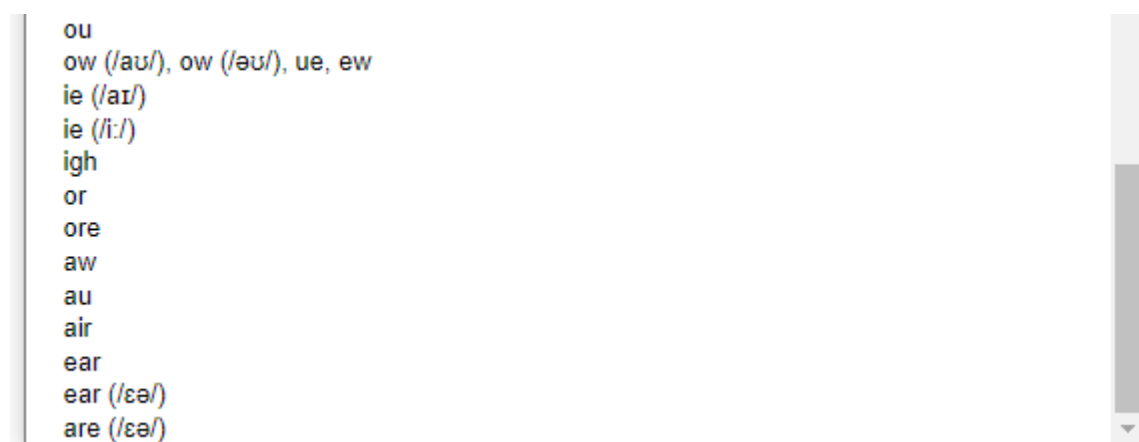 ou
ow (/aʊ/), ow (/əʊ/), ue, ew
ie (/aɪ/)
ie (/i:/)
igh
or
ore
aw
au
air
ear
ear (/ɛə/)
are (/ɛə/)